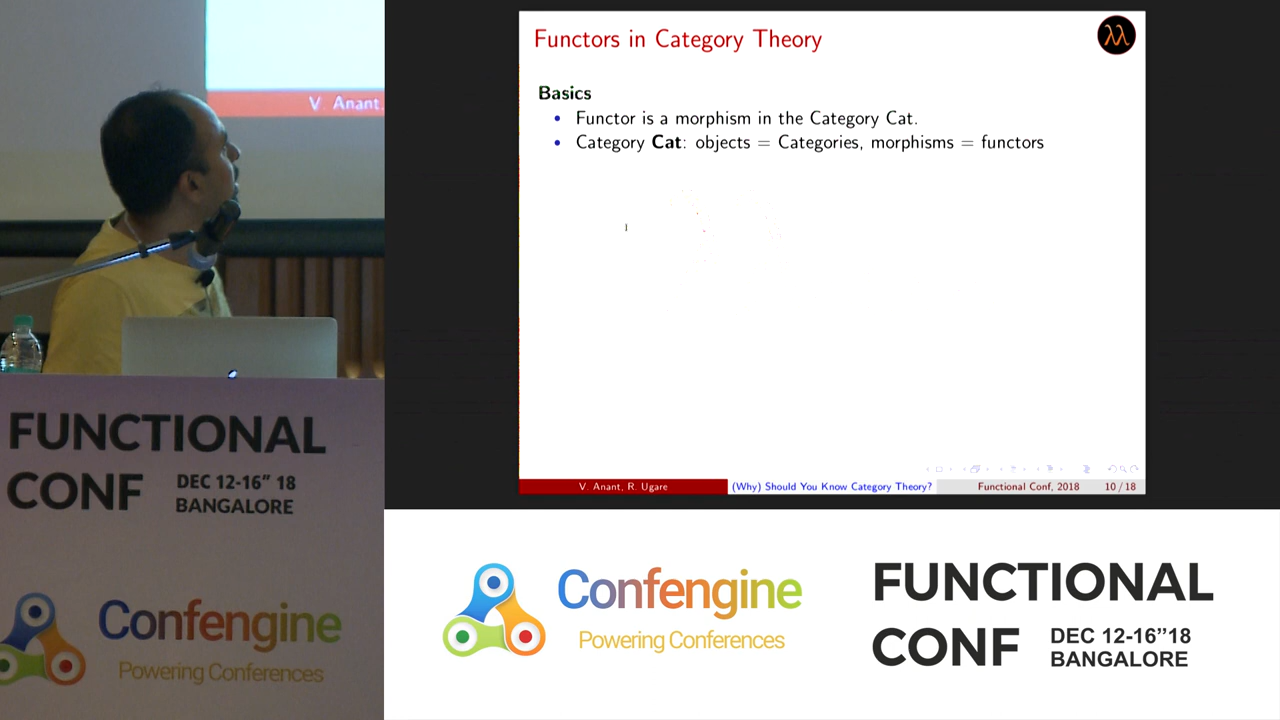 V. Anant.
FUNCTIONAL
CONF
DEC 12-16" 18
BANGALORE
Confengine
Powering Conferences
Functors in Category Theory
λλ
Basics
• Functor is a morphism in the Category Cat.
• Category Cat: objects = Categories, morphisms = functors
V. Anant, R. Ugare
(Why) Should You Know Category Theory?
Functional Conf, 2018
10 / 18
Confengine
Powering Conferences
FUNCTIONAL
CONF
DEC 12-16"18
BANGALORE